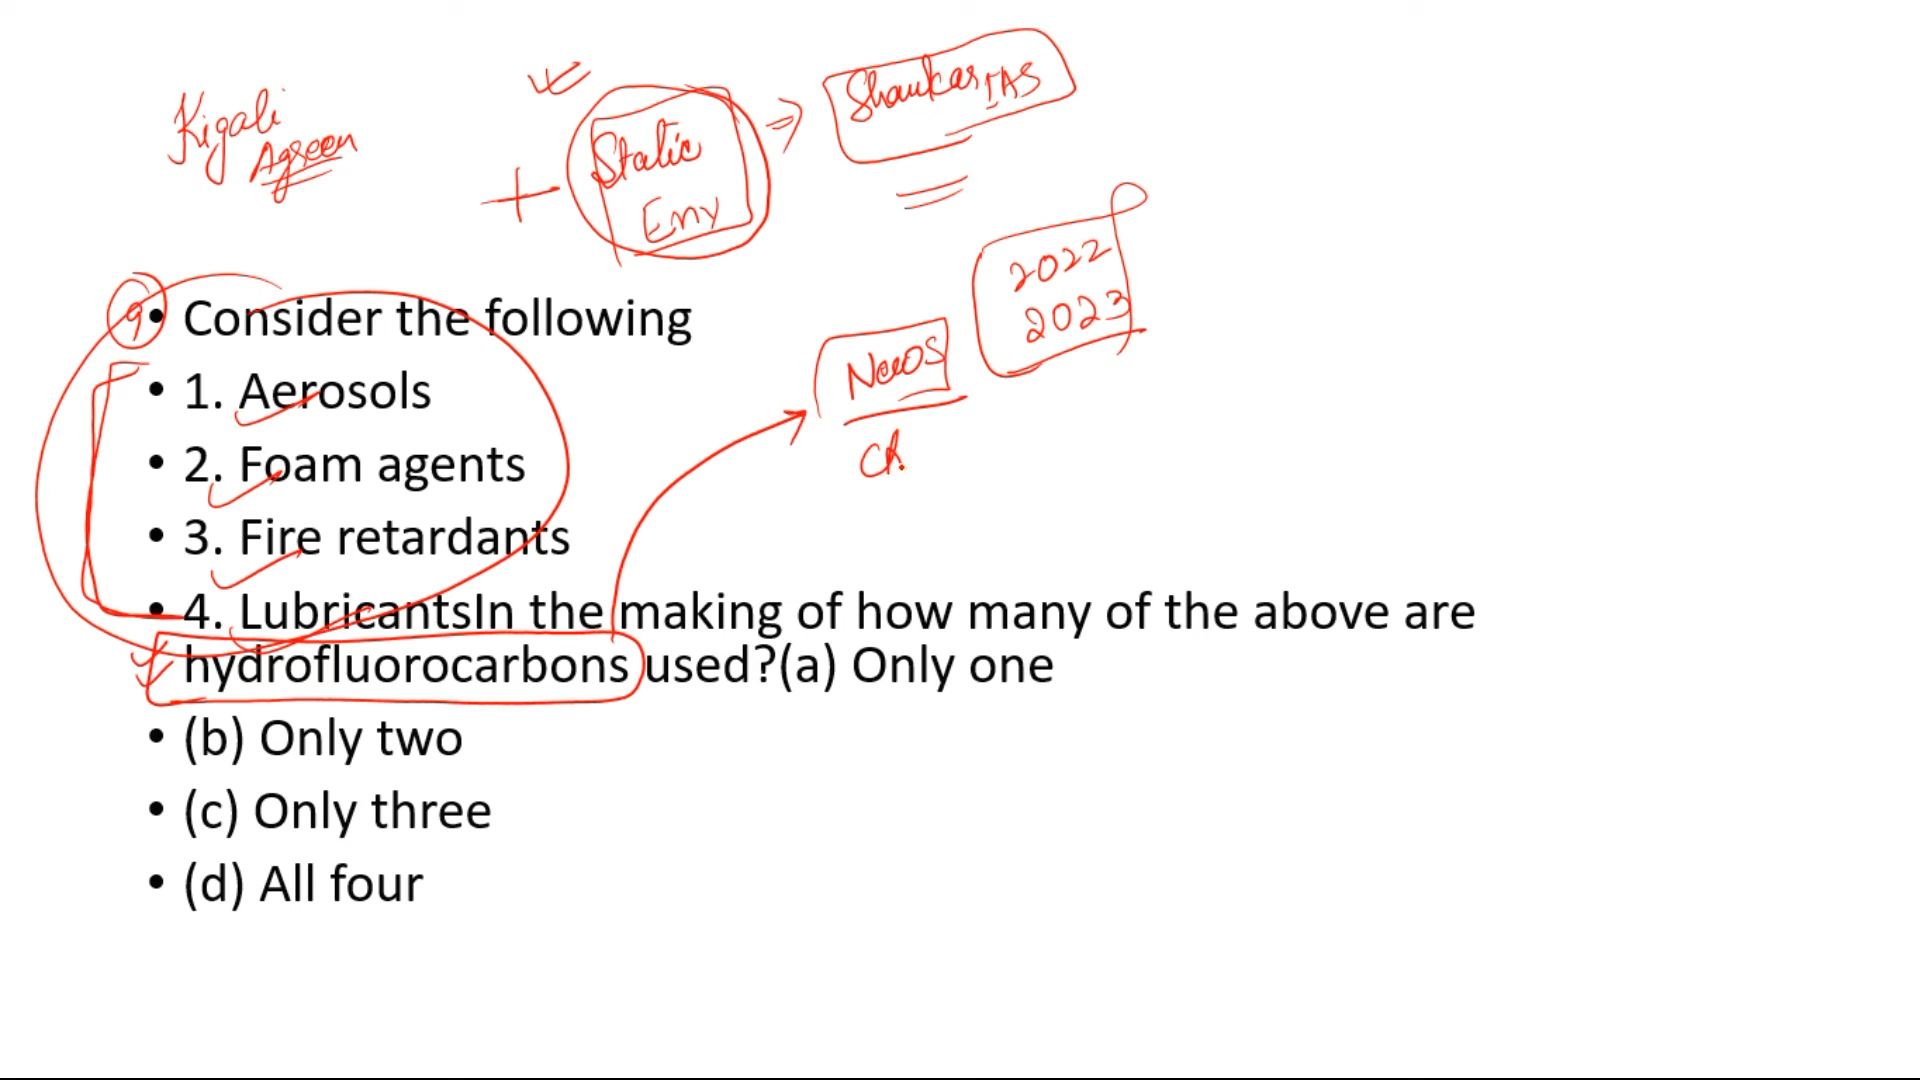 Kigali
Agreen
Static
Env
Shankar IAS
2022
2023
News
9
• Consider the following
• 1. Aerosols
• 2. Foam agents
• 3. Fire retardants
• 4. LubricantsIn the making of how many of the above are
hydrofluorocarbons used?(a) Only one
• (b) Only two
• (c) Only three
• (d) All four